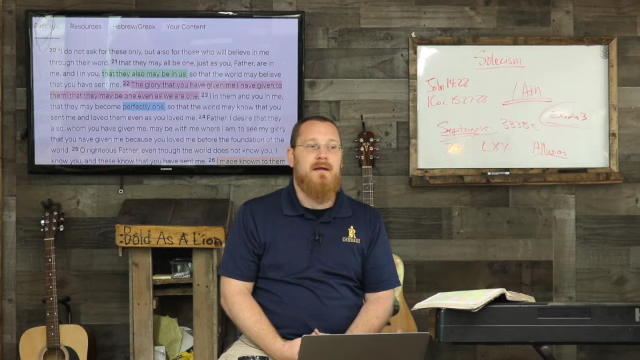 Resources Hebrew/Greek Your Content
20 "I do not ask for these only, but also for those who will believe in me
through their word, 21 that they may all be one, just as you, Father, are in
me, and I in you, that they also may be in us, so that the world may believe
that you have sent me. 22 The glory that you have given me I have given to
them, that they may be one even as we are one, 23 I in them and you in me,
that they may become perfectly one, so that the world may know that you
sent me and loved them even as you loved me. 24 Father, I desire that they
also, whom you have given me, may be with me where I am, to see my glory
that you have given me because you loved me before the foundation of the
world. 25 O righteous Father, even though the world does not know you, I
know you, and these know that you have sent me. 26 I made known to them
Bold As A Lion
John 14:28
1 Cor. 15:27-28
I Am
Septuagint
LXX